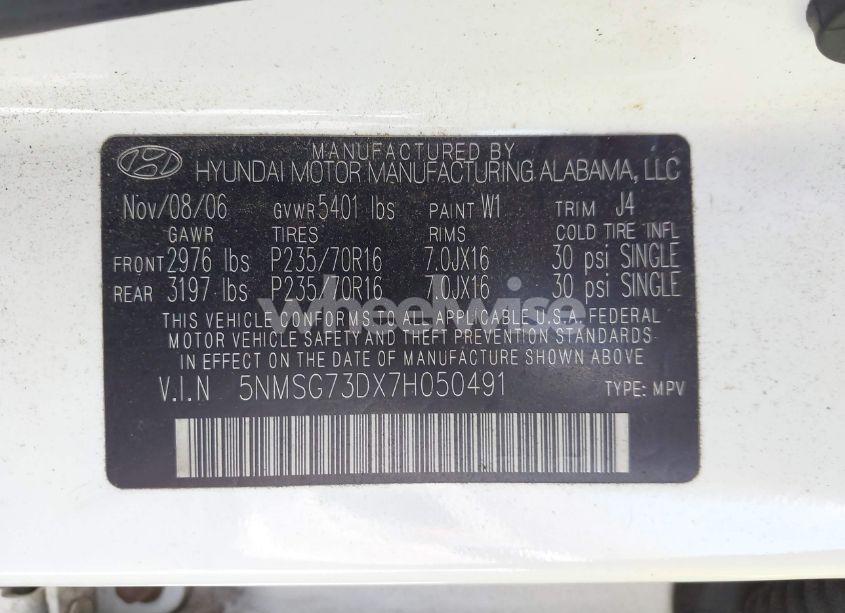 MANUFACTURED BY
HYUNDAI MOTOR MANUFACTURING ALABAMA, LLC
Nov/08/06 GVWR 5401 lbs PAINT W1 TRIM J4
GAWR TIRES RIMS COLD TIRE INFL
FRONT 2976 lbs P235/70R16 7.0JX16 30 psi SINGLE
REAR 3197 lbs P235/70R16 7.0JX16 30 psi SINGLE
wheelwise
THIS VEHICLE CONFORMS TO ALL APPLICABLE U.S.A. FEDERAL
MOTOR VEHICLE SAFETY AND THEFT PREVENTION STANDARDS
IN EFFECT ON THE DATE OF MANUFACTURE SHOWN ABOVE.
V.I.N 5NMSG73DX7H050491 TYPE: MPV